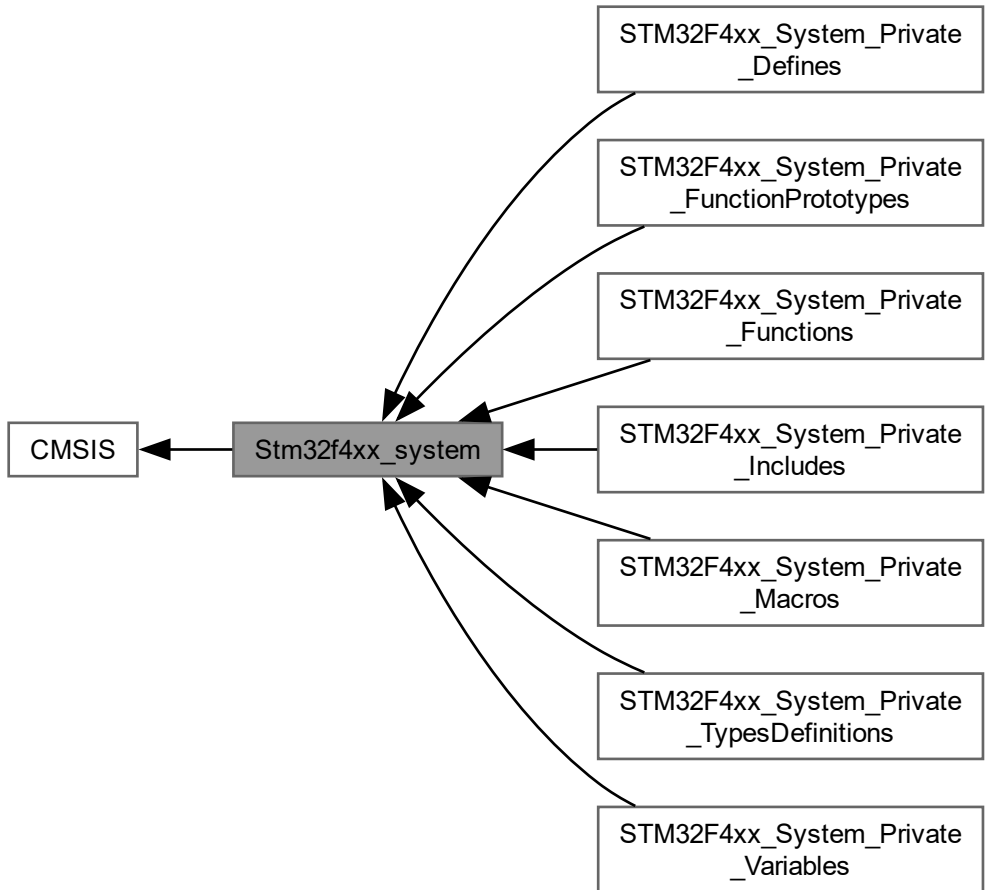 STM32F4xx_System_Private
_Defines
STM32F4xx_System_Private
_FunctionPrototypes
STM32F4xx_System_Private
_Functions
CMSIS
Stm32f4xx_system
STM32F4xx_System_Private
_Includes
STM32F4xx_System_Private
_Macros
STM32F4xx_System_Private
_TypesDefinitions
STM32F4xx_System_Private
_Variables